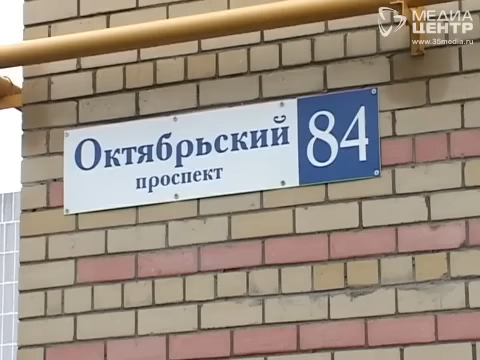 МЕДИА
ЦЕНТР
www.35media.ru
Октябрьский
проспект
84